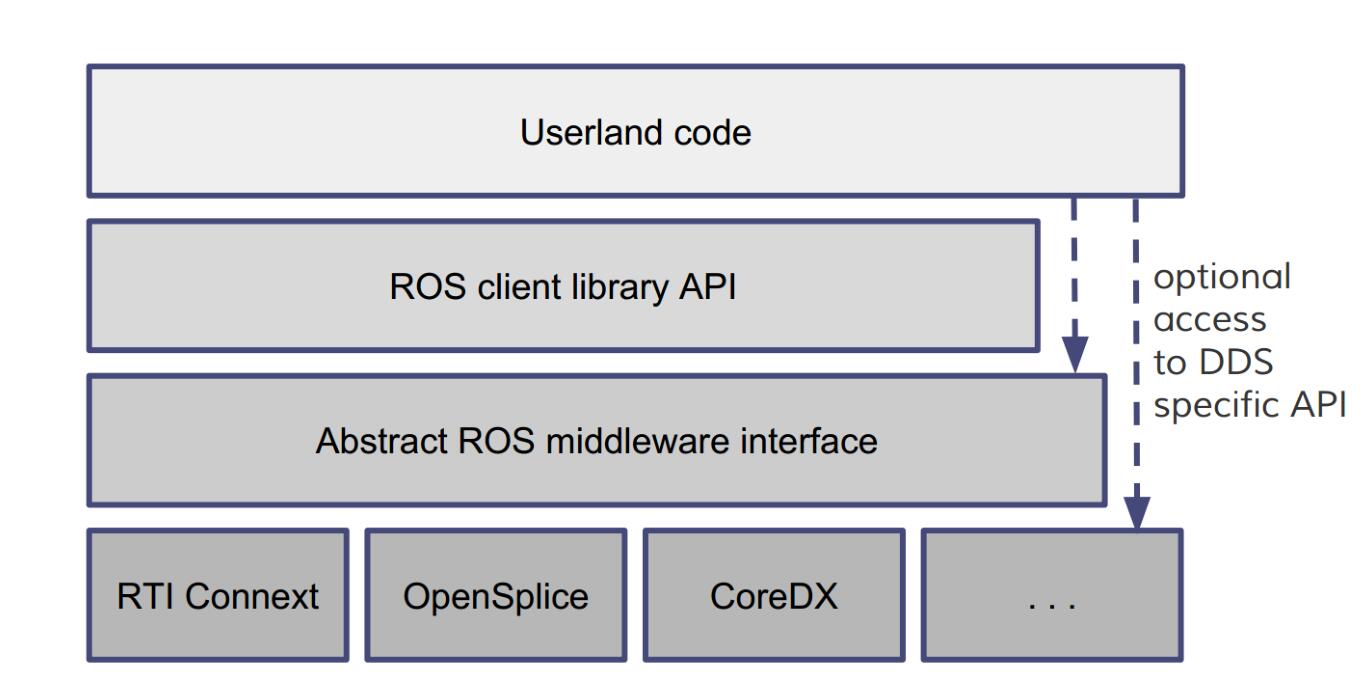 Userland code
ROS client library API
optional
access
to DDS
specific API
Abstract ROS middleware interface
RTI Connext
OpenSplice
CoreDX
. . .